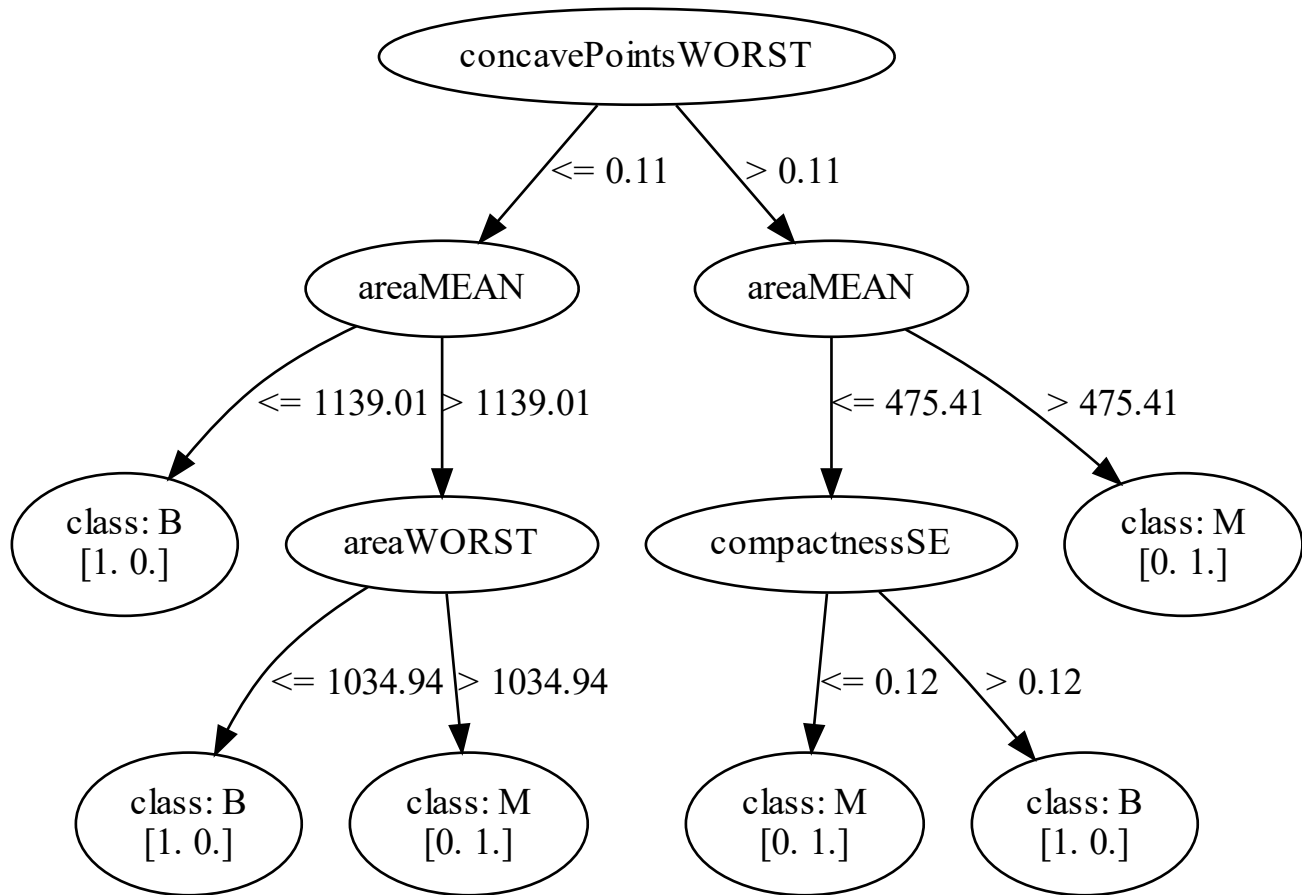 concavePointsWORST
<= 0.11
> 0.11
areaMEAN
areaMEAN
<= 1139.01
> 1139.01
<= 475.41
> 475.41
class: B
[1. 0.]
areaWORST
compactnessSE
class: M
[0. 1.]
<= 1034.94
> 1034.94
<= 0.12
> 0.12
class: B
[1. 0.]
class: M
[0. 1.]
class: M
[0. 1.]
class: B
[1. 0.]